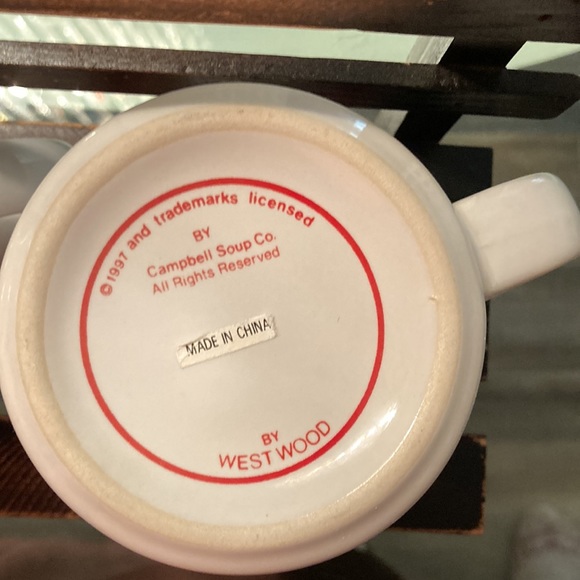 ©1997 and trademarks licensed
BY
Campbell Soup Co.
All Rights Reserved
MADE IN CHINA
BY
WESTWOOD